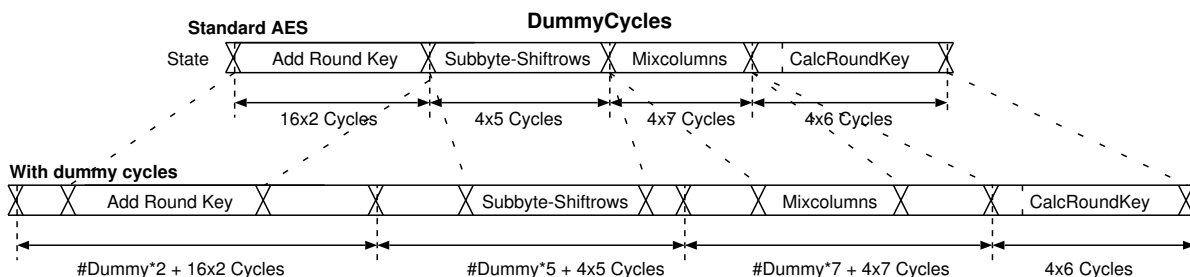 DummyCycles
Standard AES
State Add Round Key Subbyte-Shiftrows Mixcolumns CalcRoundKey
16x2 Cycles 4x5 Cycles 4x7 Cycles 4x6 Cycles
With dummy cycles
Add Round Key Subbyte-Shiftrows Mixcolumns CalcRoundKey
#Dummy*2 + 16x2 Cycles #Dummy*5 + 4x5 Cycles #Dummy*7 + 4x7 Cycles 4x6 Cycles